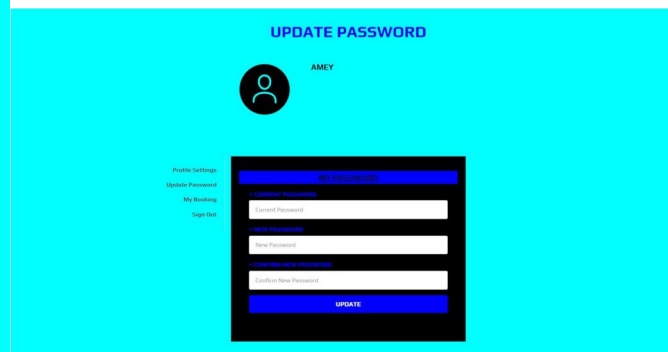 UPDATE PASSWORD
AMEY
Profile Settings
Update Password
My Booking
Sign Out
MY PASSWORD
* CURRENT PASSWORD
Current Password
* NEW PASSWORD
New Password
* CONFIRM NEW PASSWORD
Confirm New Password
UPDATE